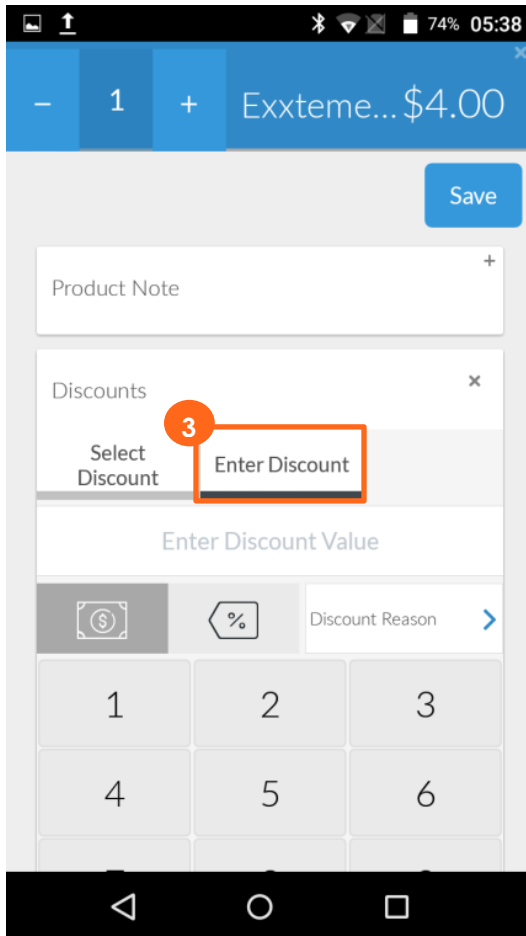 74% 05:38
− 1 + Exxteme... $4.00
Save
Product Note
Discounts
3
Select
Discount
Enter Discount
Enter Discount Value
$ % Discount Reason
1 2 3
4 5 6